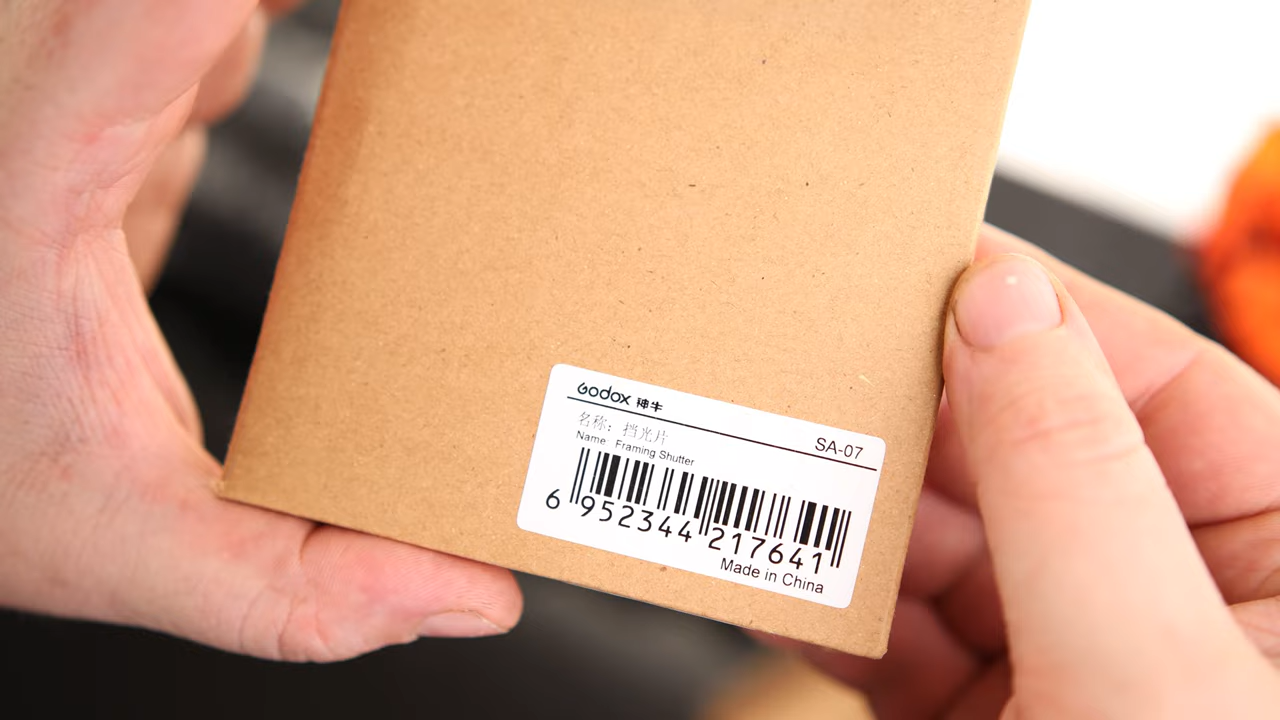 Godox 神牛
SA-07
名称: 挡光片
Name: Framing Shutter
6 952344 217641
Made in China